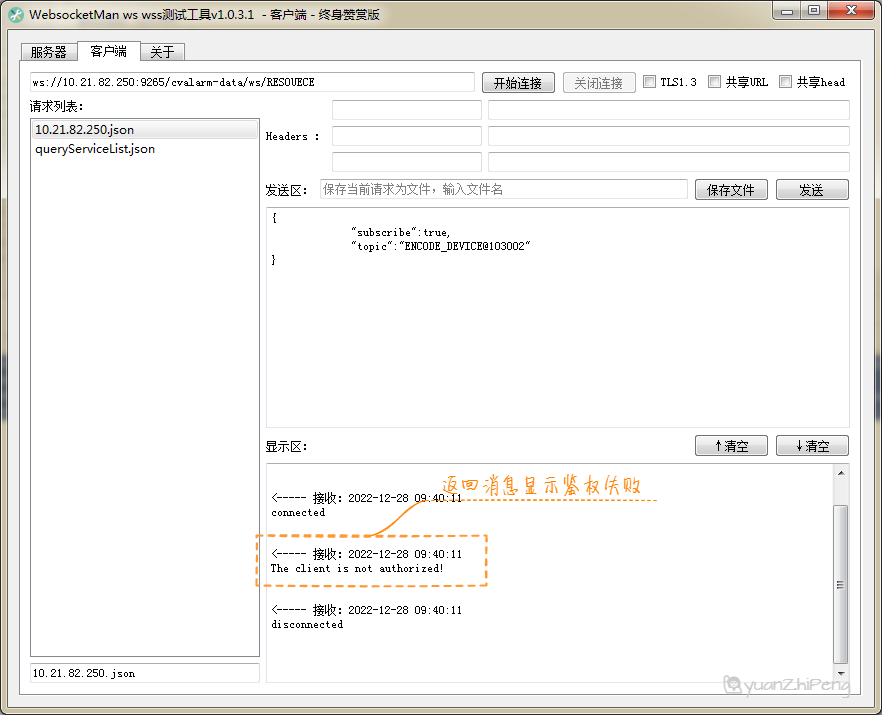 WebsocketMan ws wss测试工具v1.0.3.1 - 客户端 - 终身赞赏版
服务器 客户端 关于
ws://10.21.82.250:9265/cvalarm-data/ws/RESOUECE 开始连接 关闭连接 TLS1.3 共享URL 共享head
请求列表：
10.21.82.250.json
queryServiceList.json
Headers :
发送区： 保存当前请求为文件，输入文件名 保存文件 发送
{
"subscribe":true,
"topic":"ENCODE_DEVICE@103002"
}
显示区： ↑清空 ↓清空
返回消息显示鉴权失败
<----- 接收：2022-12-28 09:40:11
connected
<----- 接收：2022-12-28 09:40:11
The client is not authorized!
<----- 接收：2022-12-28 09:40:11
disconnected
10.21.82.250.json
yuanZhiPeng